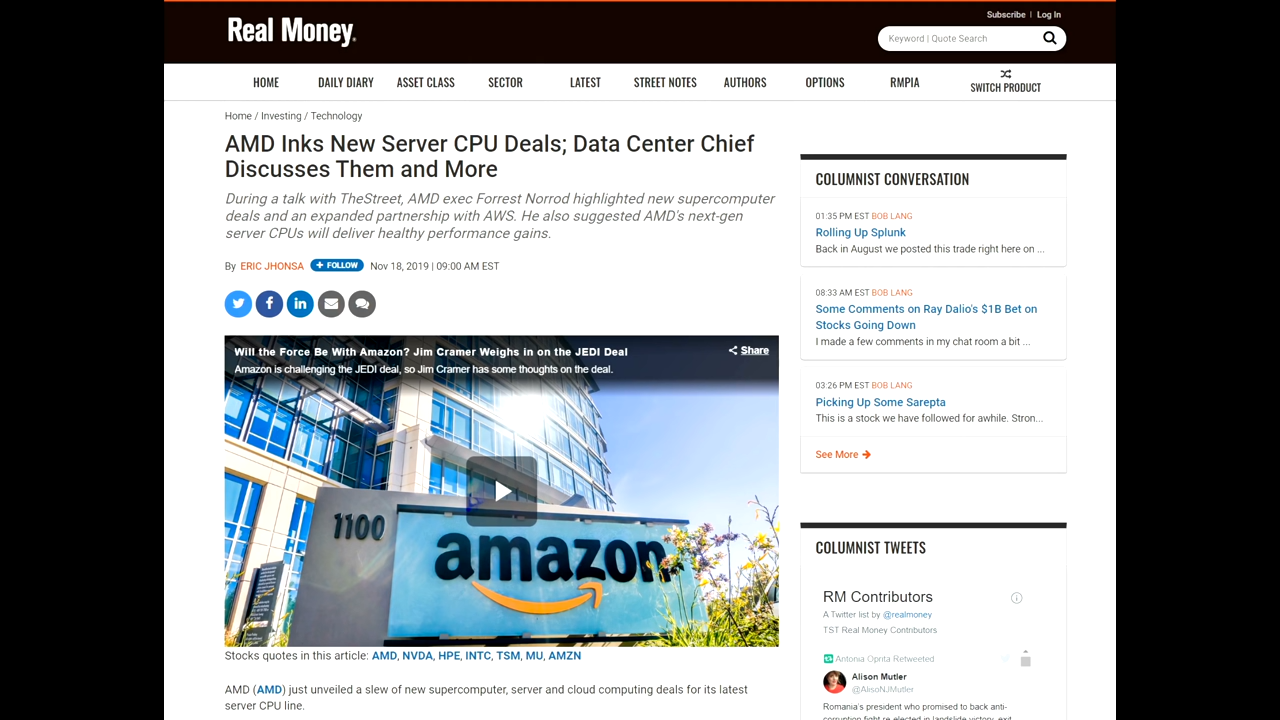 Real Money.
Subscribe | Log In
Keyword | Quote Search
HOME DAILY DIARY ASSET CLASS SECTOR LATEST STREET NOTES AUTHORS OPTIONS RMPIA SWITCH PRODUCT
Home / Investing / Technology
AMD Inks New Server CPU Deals; Data Center Chief
Discusses Them and More
During a talk with TheStreet, AMD exec Forrest Norrod highlighted new supercomputer
deals and an expanded partnership with AWS. He also suggested AMD's next-gen
server CPUs will deliver healthy performance gains.
By ERIC JHONSA + FOLLOW Nov 18, 2019 | 09:00 AM EST
Will the Force Be With Amazon? Jim Cramer Weighs in on the JEDI Deal
Share
Amazon is challenging the JEDI deal, so Jim Cramer has some thoughts on the deal.
1100
amazon
Stocks quotes in this article: AMD, NVDA, HPE, INTC, TSM, MU, AMZN
AMD (AMD) just unveiled a slew of new supercomputer, server and cloud computing deals for its latest
server CPU line.
COLUMNIST CONVERSATION
01:35 PM EST BOB LANG
Rolling Up Splunk
Back in August we posted this trade right here on ...
08:33 AM EST BOB LANG
Some Comments on Ray Dalio's $1B Bet on
Stocks Going Down
I made a few comments in my chat room a bit ...
03:26 PM EST BOB LANG
Picking Up Some Sarepta
This is a stock we have followed for awhile. Stron...
See More
COLUMNIST TWEETS
RM Contributors
A Twitter list by @realmoney
TST Real Money Contributors
Antonia Oprita Retweeted
Alison Mutler
@AlisoNJMutler
Romania's president who promised to back anti-
corruption fight re-elected in landslide victory, exit